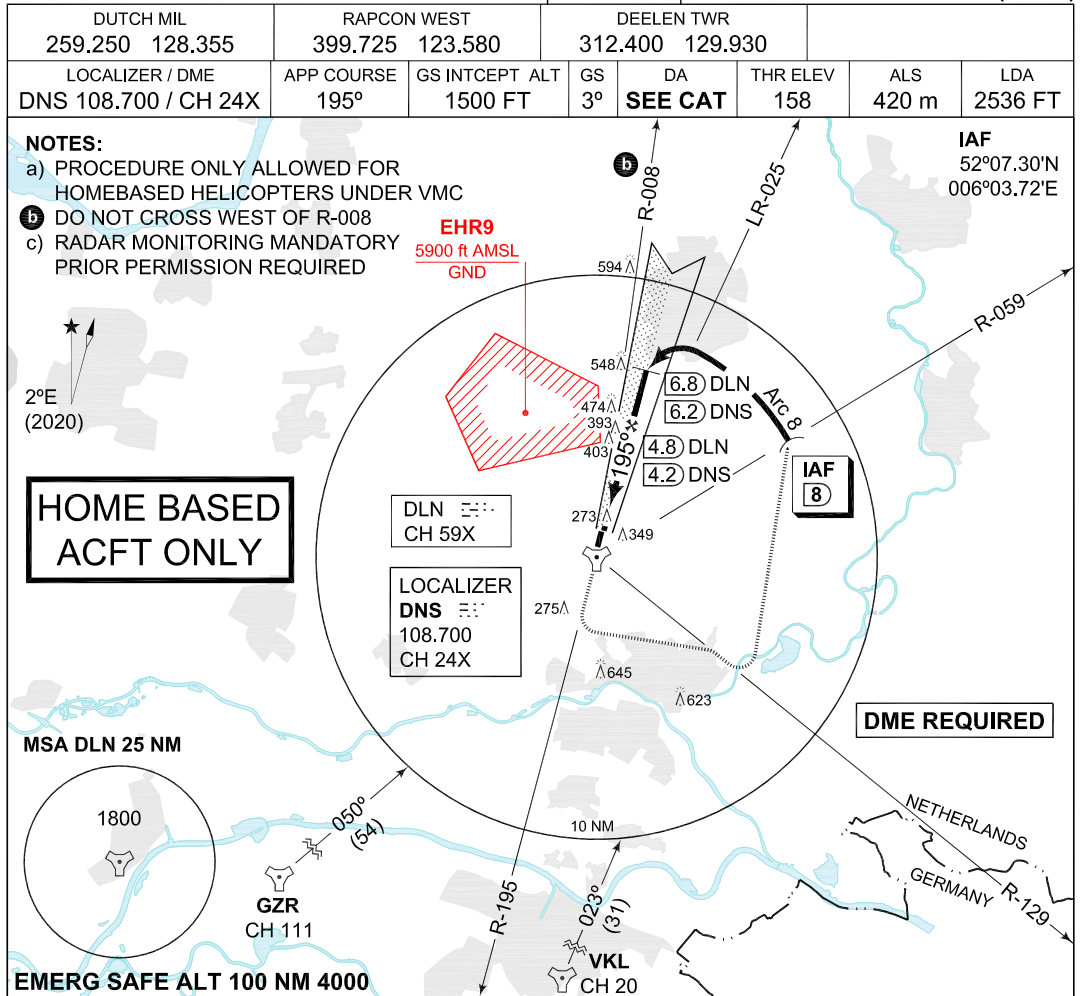 DUTCH MIL
259.250 128.355
RAPCON WEST
399.725 123.580
DEELEN TWR
312.400 129.930
LOCALIZER / DME
DNS 108.700 / CH 24X
APP COURSE
195º
GS INTCEPT ALT
1500 FT
GS
3º
DA
SEE CAT
THR ELEV
158
ALS
420 m
LDA
2536 FT
NOTES:
a) PROCEDURE ONLY ALLOWED FOR
HOMEBASED HELICOPTERS UNDER VMC
b DO NOT CROSS WEST OF R-008
c) RADAR MONITORING MANDATORY
PRIOR PERMISSION REQUIRED
IAF
52º07.30'N
006º03.72'E
b
R-008
LR-025
R-059
EHR9
5900 ft AMSL
GND
2ºE
(2020)
594
548
474
393
403
273
349
275
645
623
6.8 DLN
6.2 DNS
4.8 DLN
4.2 DNS
195º
Arc 8
IAF
8
HOME BASED
ACFT ONLY
DLN
CH 59X
LOCALIZER
DNS
108.700
CH 24X
DME REQUIRED
MSA DLN 25 NM
1800
050º
(54)
GZR
CH 111
10 NM
R-195
023º
(31)
VKL
CH 20
NETHERLANDS
GERMANY
R-129
EMERG SAFE ALT 100 NM 4000